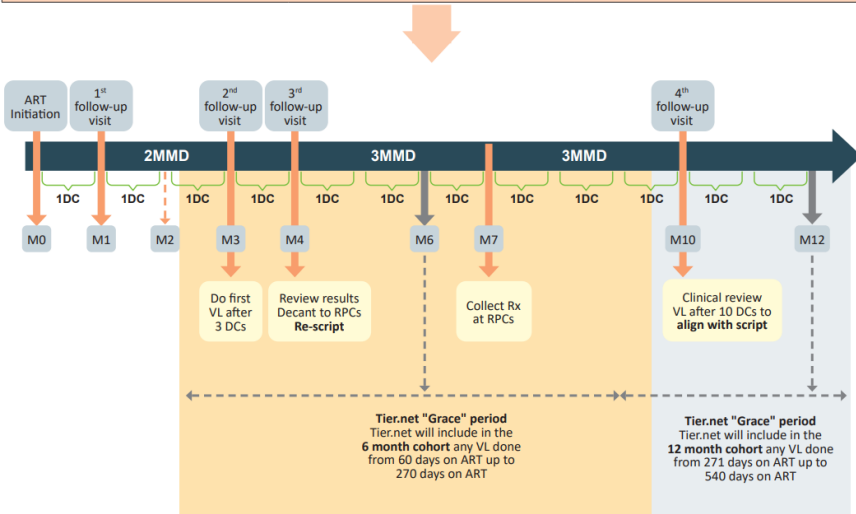 ART
Initiation
1st
follow-up
visit
2nd
follow-up
visit
3rd
follow-up
visit
4th
follow-up
visit
2MMD
3MMD
3MMD
1DC
1DC
1DC
1DC
1DC
1DC
1DC
1DC
1DC
1DC
1DC
1DC
M0
M1
M2
M3
M4
M6
M7
M10
M12
Do first
VL after
3 DCs
Review results
Decant to RPCs
Re-script
Collect Rx
at RPCs
Clinical review
VL after 10 DCs to
align with script
Tier.net "Grace" period
Tier.net will include in the
6 month cohort any VL done
from 60 days on ART up to
270 days on ART
Tier.net "Grace" period
Tier.net will include in the
12 month cohort any VL done
from 271 days on ART up to
540 days on ART